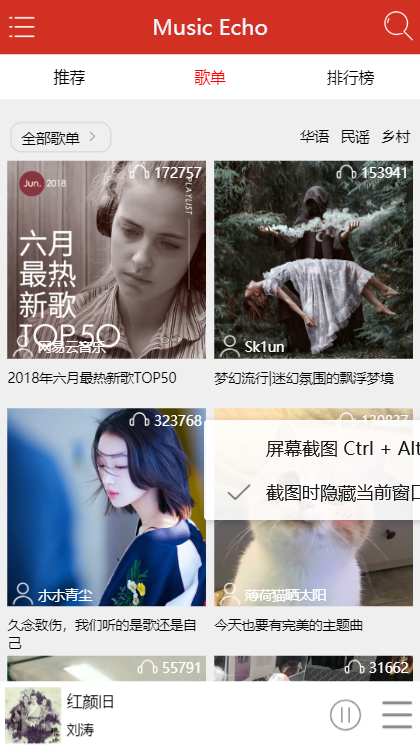 Music Echo
推荐 歌单 排行榜
全部歌单 华语 民谣 乡村
Jun. 2018
PLAYLIST
172757
六月
最热
新歌
TOP50
网易云音乐
2018年六月最热新歌TOP50
153941
Sk1un
梦幻流行|迷幻氛围的飘浮梦境
323768
木木青尘
久念致伤，我们听的是歌还是自
己
130837
薄荷猫晒太阳
今天也要有完美的主题曲
屏幕截图 Ctrl + Alt
截图时隐藏当前窗口
55791
31662
红颜旧
刘涛